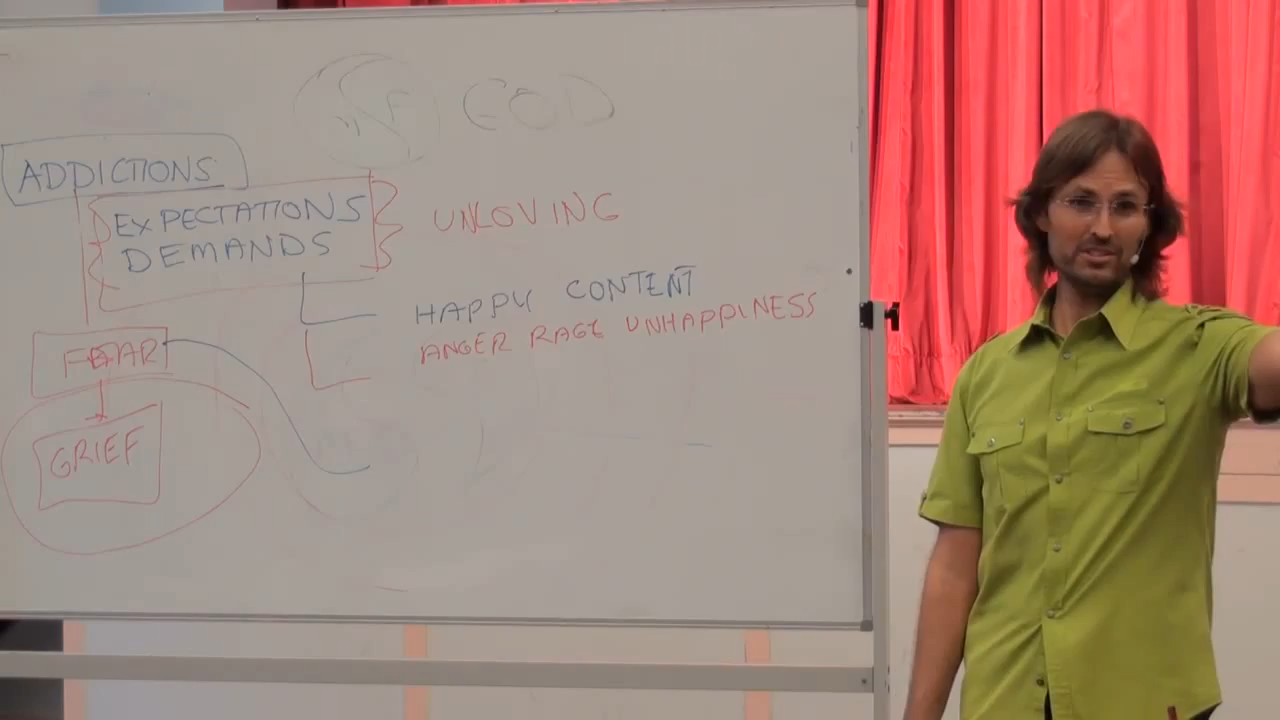 GOD
ADDICTIONS
EXPECTATIONS
DEMANDS
UNLOVING
HAPPY CONTENT
ANGER RAGE UNHAPPINESS
FEAR
GRIEF